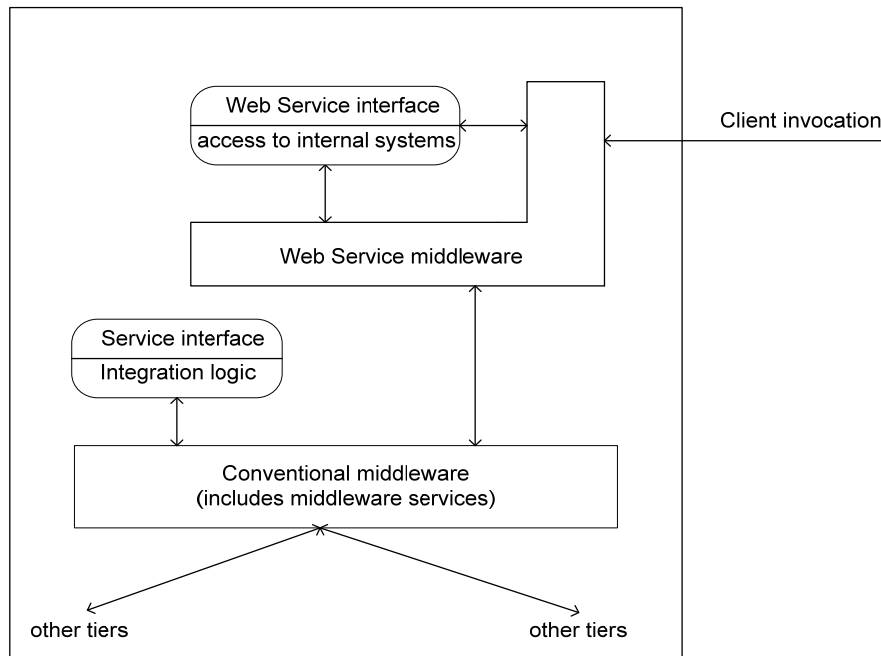 Web Service interface
access to internal systems
Client invocation
Web Service middleware
Service interface
Integration logic
Conventional middleware
(includes middleware services)
other tiers
other tiers